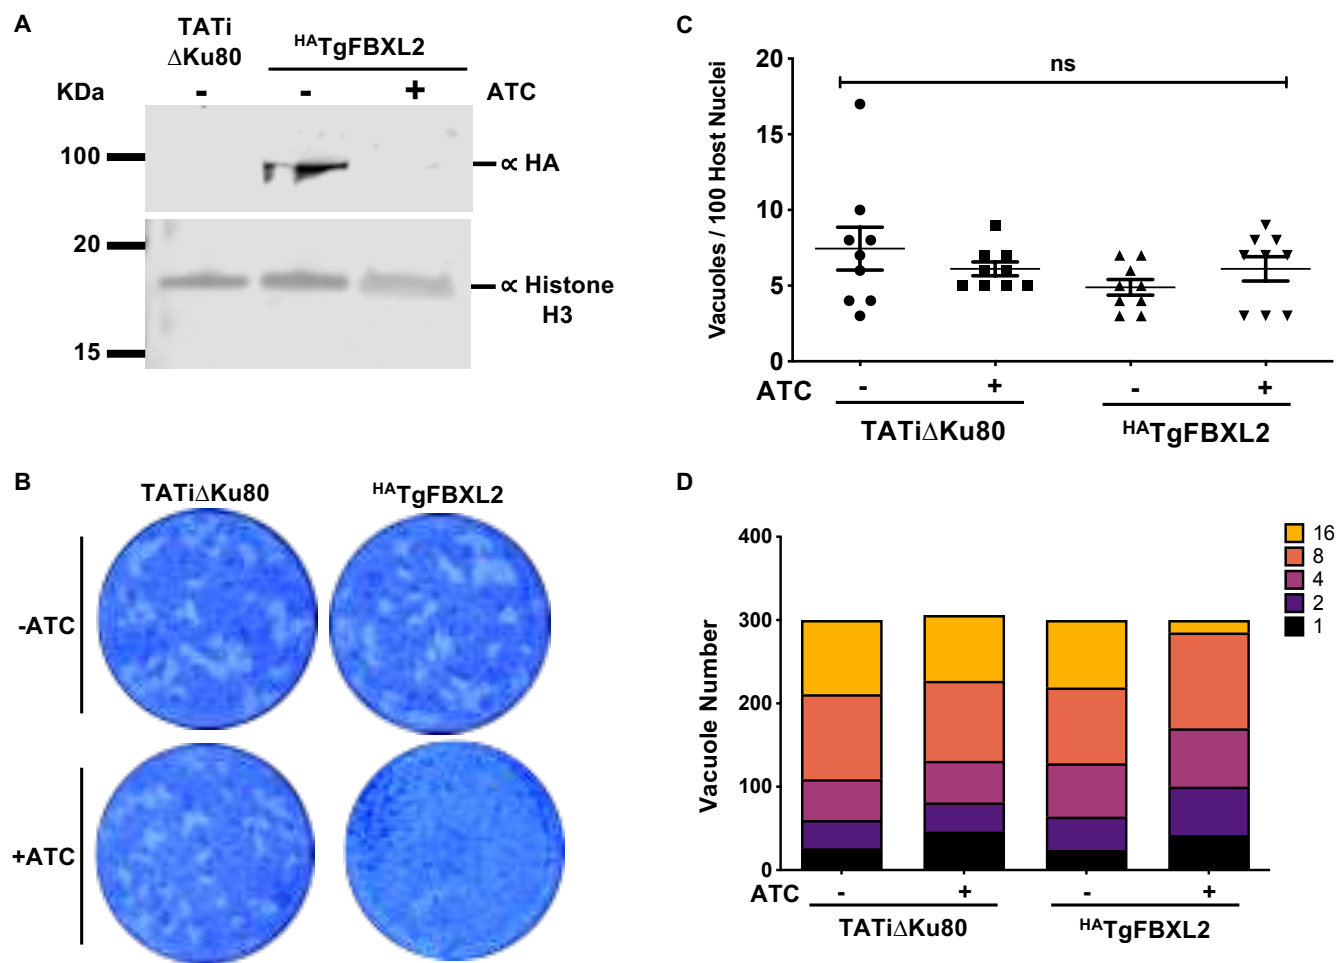 A
TATi
ΔKu80
HATgFBXL2
KDa
- - + ATC
100
∝ HA
20
∝ Histone
H3
15
C
20
ns
15
10
5
0
Vacuoles / 100 Host Nuclei
ATC - + - +
TATiΔKu80
HATgFBXL2
B
TATiΔKu80
HATgFBXL2
-ATC
+ATC
D
400
300
200
100
0
Vacuole Number
16
8
4
2
1
ATC - + - +
TATiΔKu80
HATgFBXL2